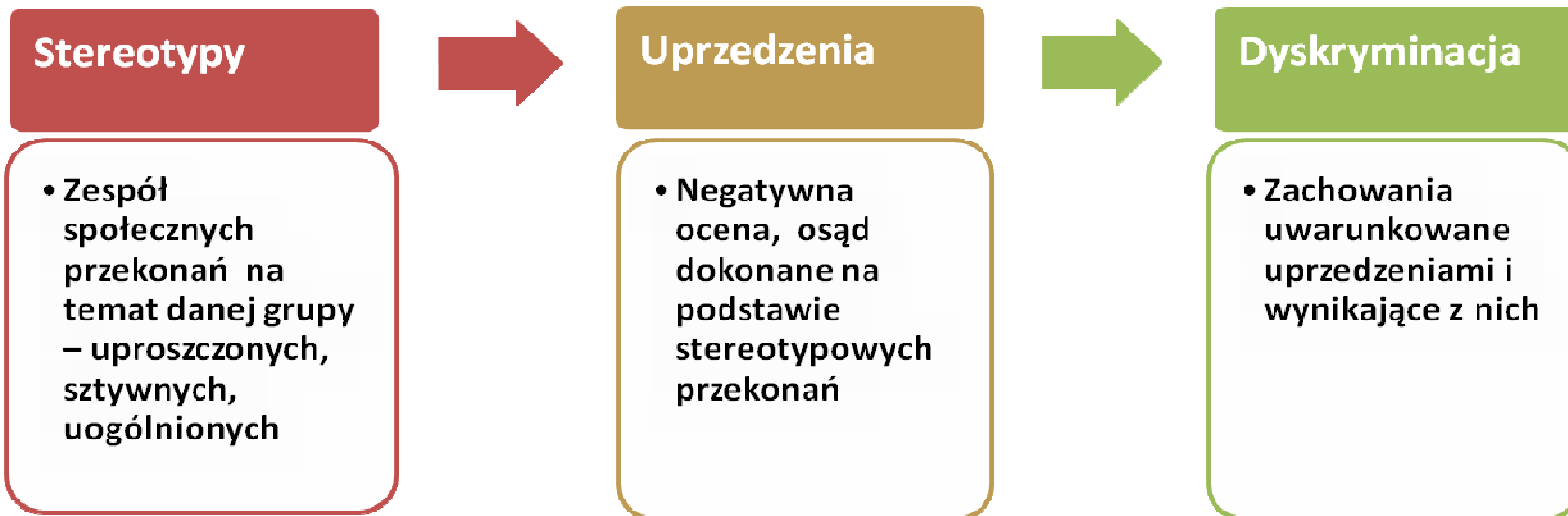 Stereotypy
• Zespół
społecznych
przekonań na
temat danej grupy
– uproszczonych,
sztywnych,
uogólnionych
Uprzedzenia
• Negatywna
ocena, osąd
dokonane na
podstawie
stereotypowych
przekonań
Dyskryminacja
• Zachowania
uwarunkowane
uprzedzeniami i
wynikające z nich